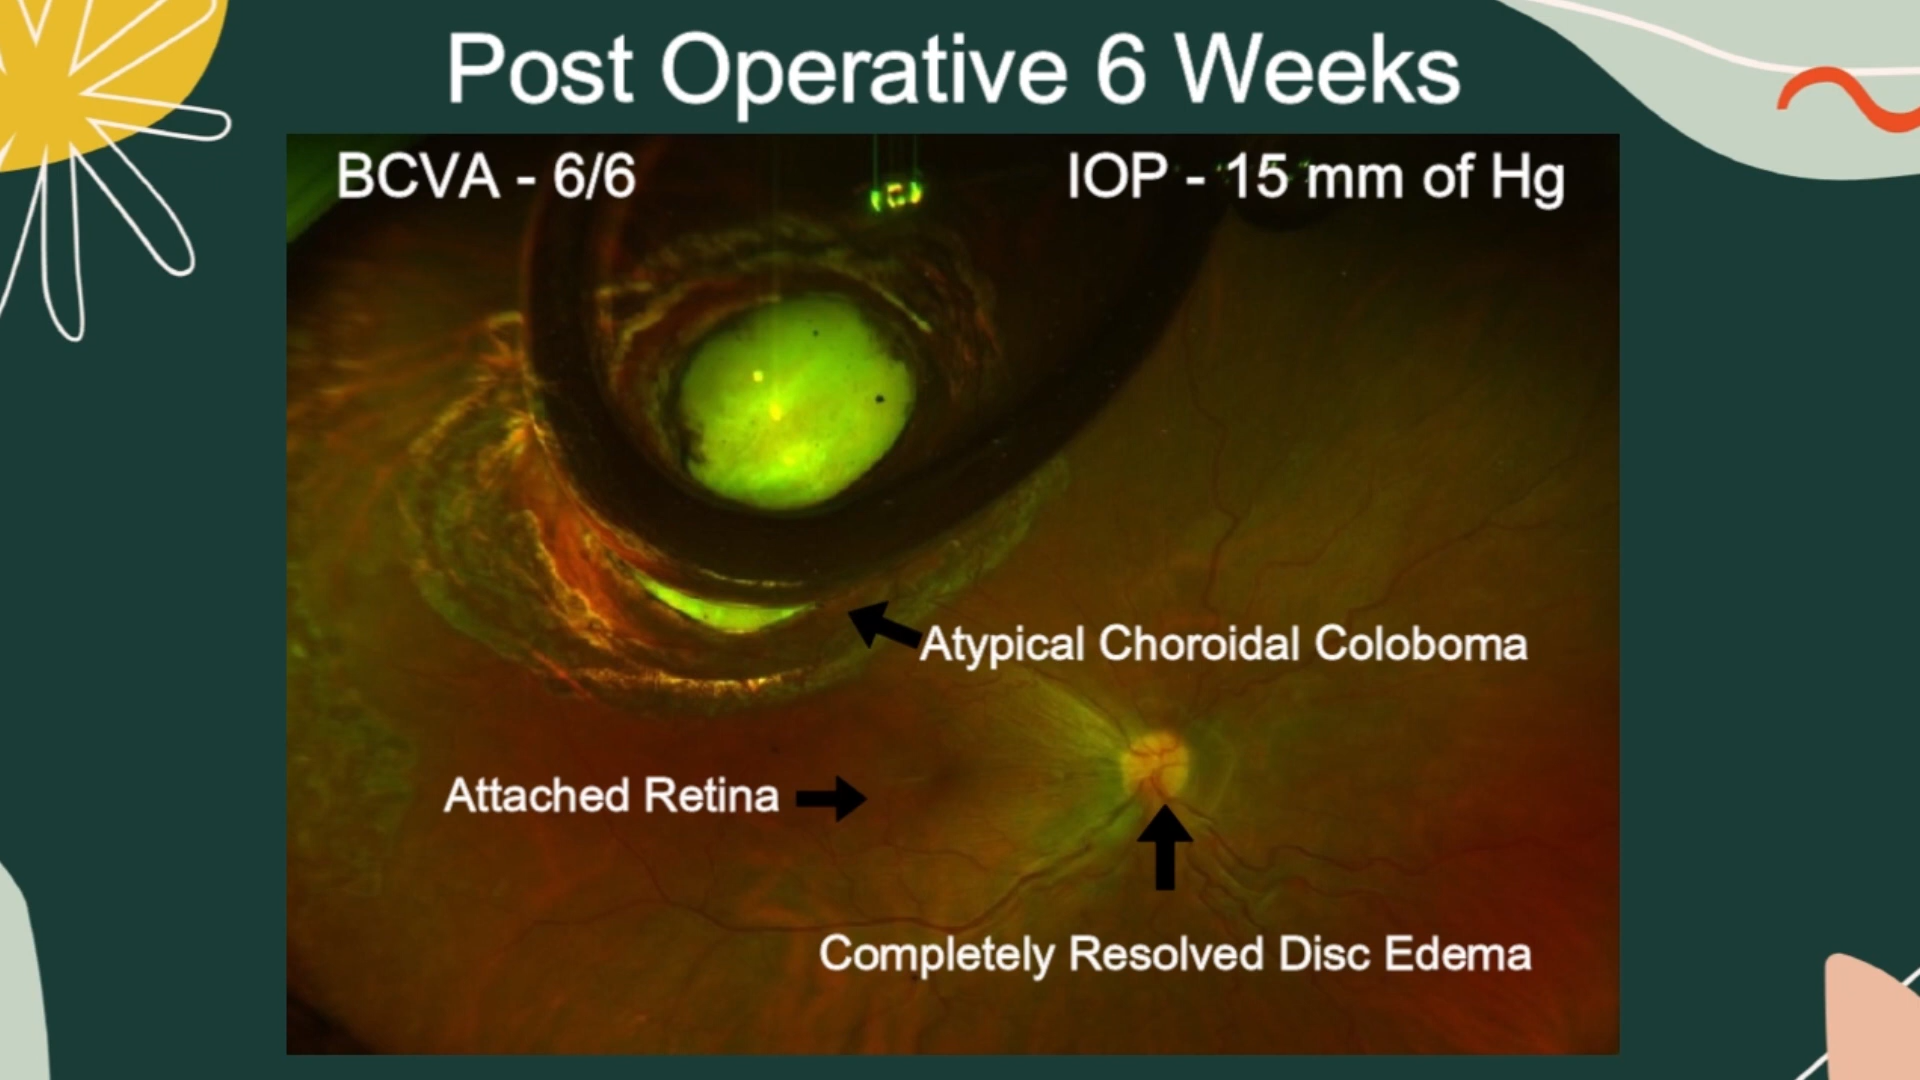 Post Operative 6 Weeks
BCVA - 6/6
IOP - 15 mm of Hg
Atypical Choroidal Coloboma
Attached Retina
Completely Resolved Disc Edema